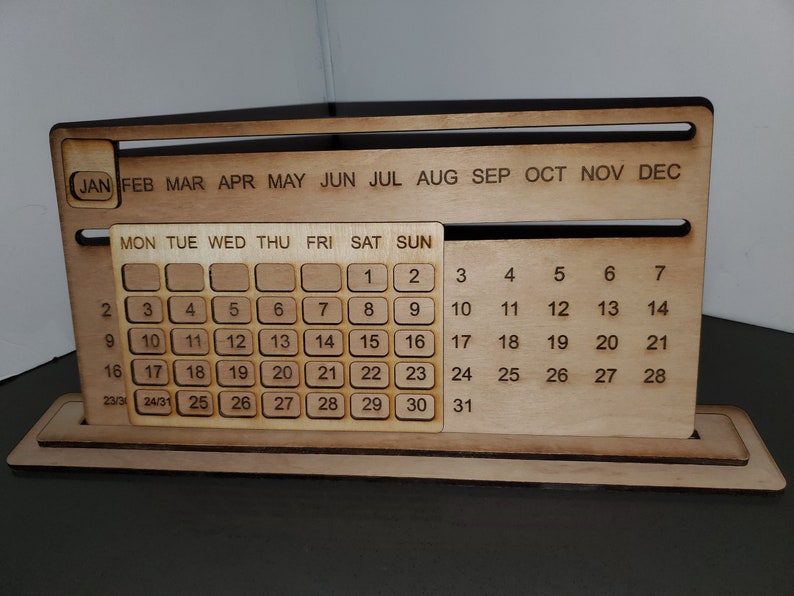 JAN FEB MAR APR MAY JUN JUL AUG SEP OCT NOV DEC
MON TUE WED THU FRI SAT SUN
1 2 3 4 5 6 7
2 3 4 5 6 7 8 9 10 11 12 13 14
9 10 11 12 13 14 15 16 17 18 19 20 21
16 17 18 19 20 21 22 23 24 25 26 27 28
23/30 24/31 25 26 27 28 29 30 31